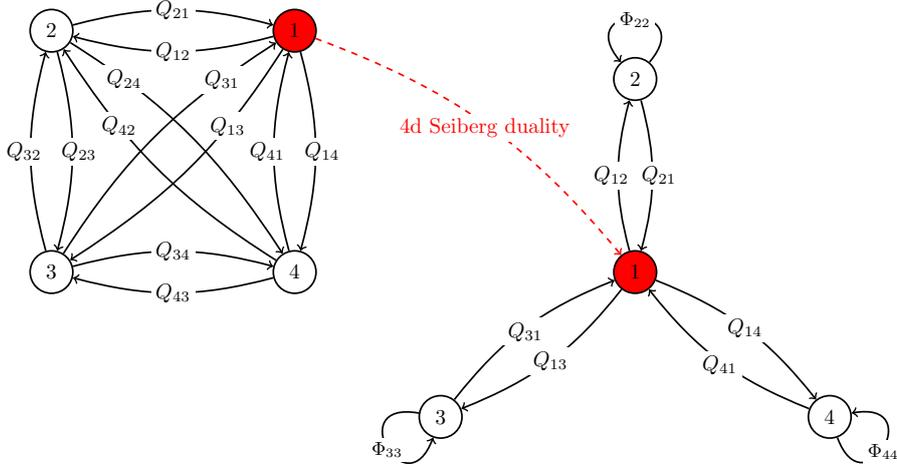 Q21
2
1
Q12
Q24
Q31
Q42
Q13
Q32
Q23
Q41
Q14
Q34
3
4
Q43
4d Seiberg duality
Φ22
2
Q12
Q21
1
Q31
Q14
Q13
Q41
3
4
Φ33
Φ44